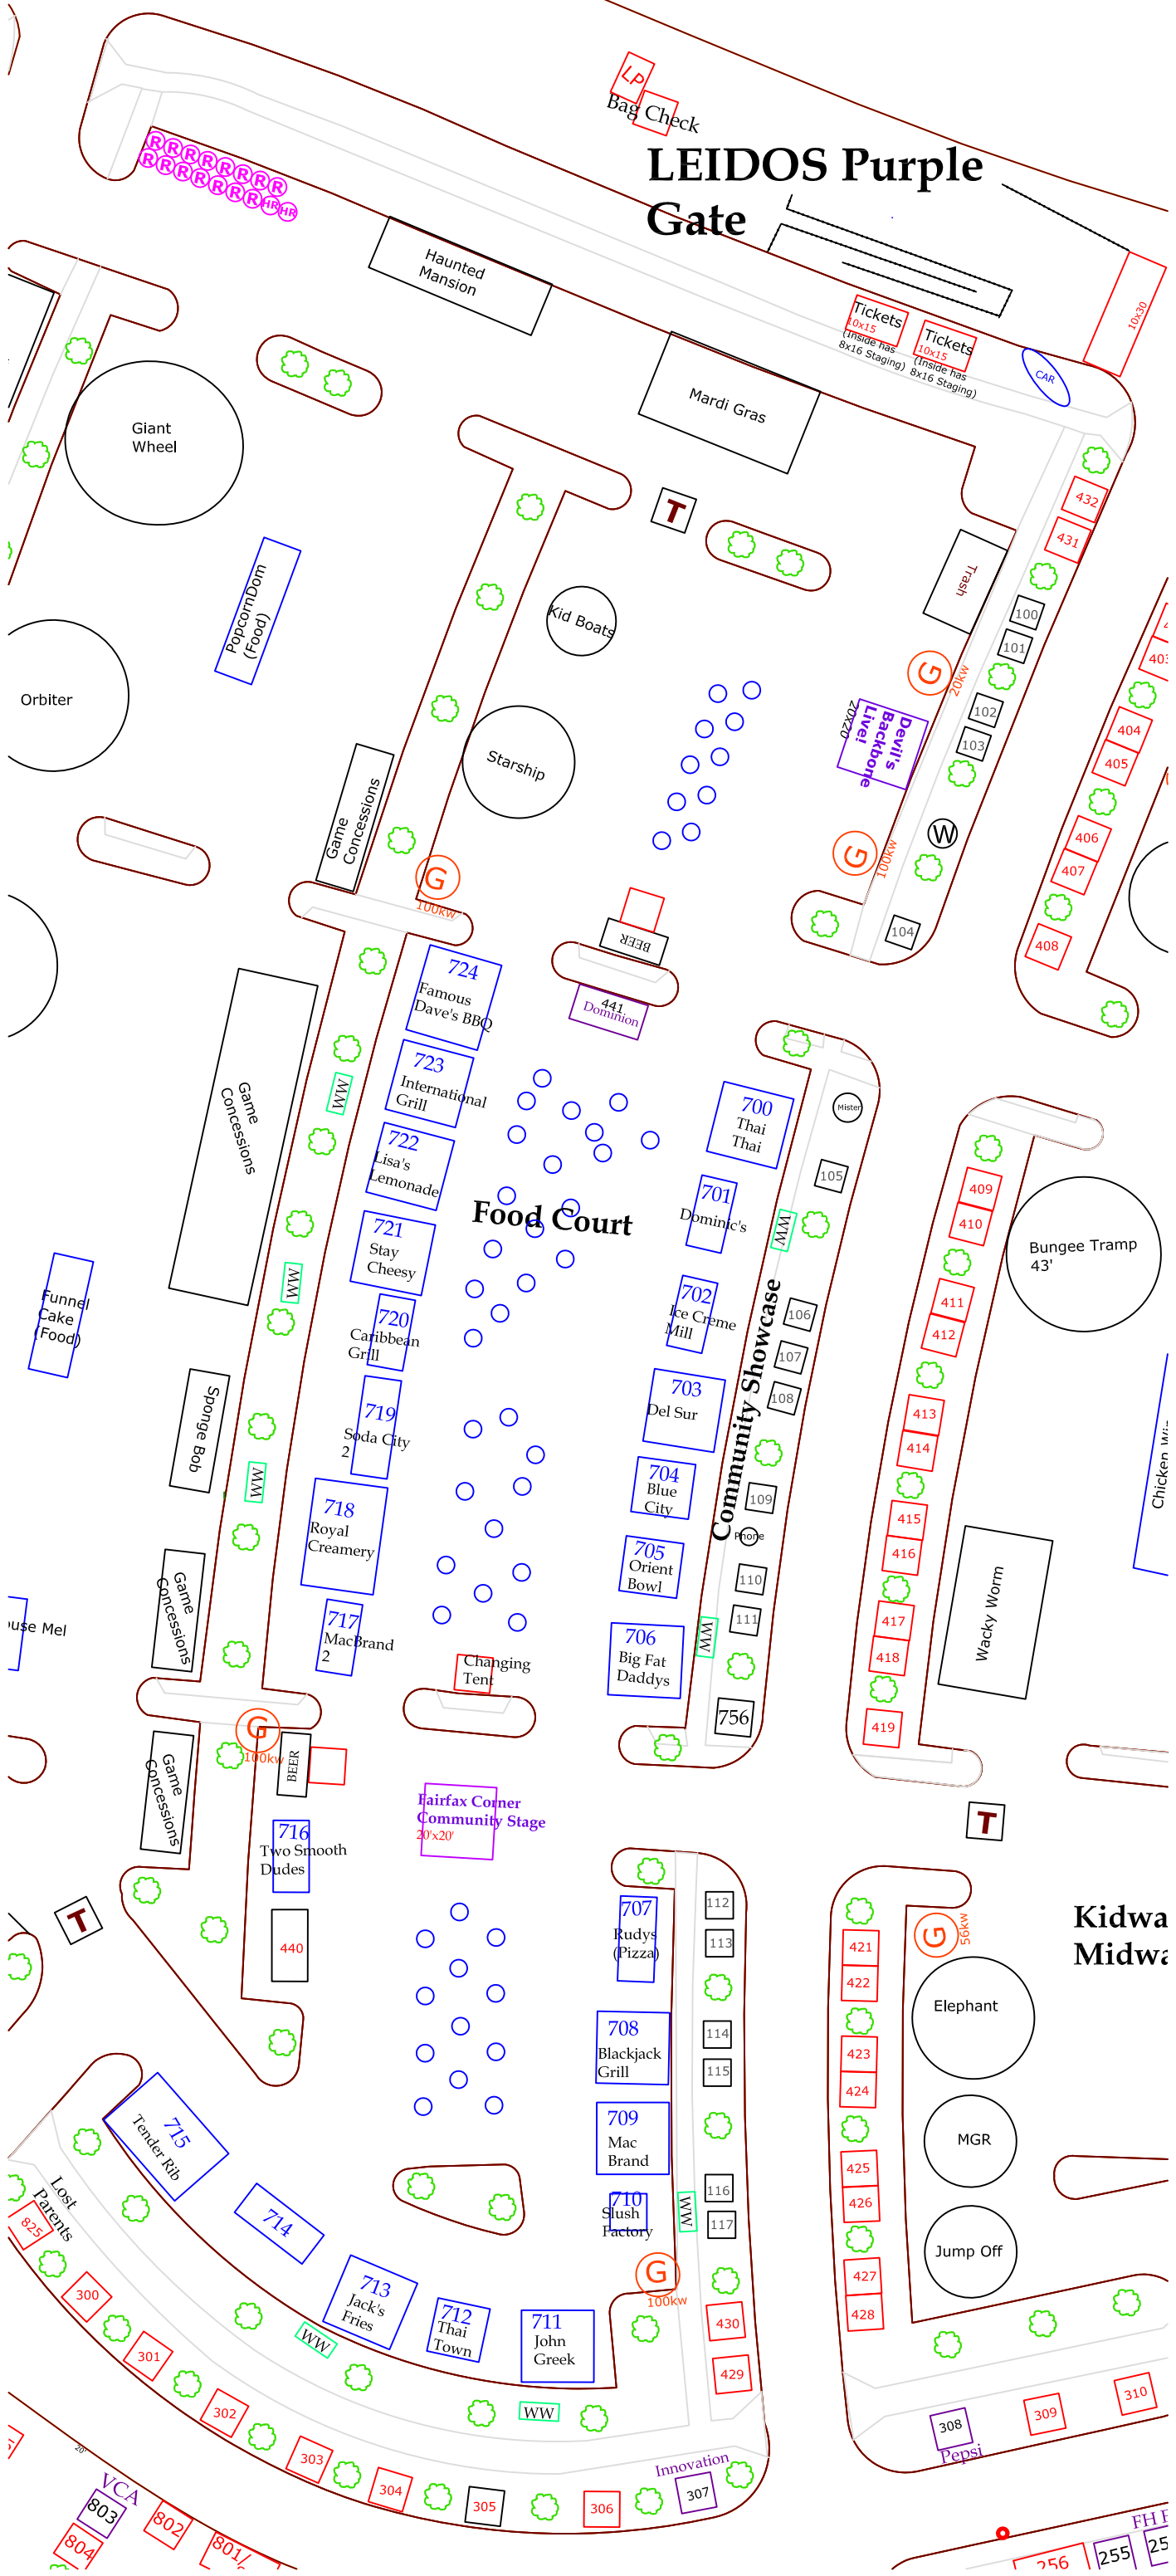 LP
Bag Check
LEIDOS Purple
Gate
R R R R R R R R
R R R R R R R HR HR
Haunted
Mansion
10x30
Tickets
10x15
(Inside has
8x16 Staging)
Tickets
10x15
(Inside has
8x16 Staging)
CAR
Mardi Gras
Giant
Wheel
432
T
431
Trash
PopcornDom
(Food)
Kid Boats
100
101
403
G
20kw
Orbiter
102
404
20x20
Devil's
Backbone
Live!
103
405
Starship
Game
Concessions
W
406
G
100kw
407
G
100kw
104
408
BEER
724
Famous
Dave's BBQ
441
Dominion
723
International
Grill
WW
700
Thai
Thai
Mister
Game
Concessions
722
Lisa's
Lemonade
105
409
701
Dominic's
410
Food Court
721
Stay
Cheesy
WW
Bungee Tramp
43'
WW
702
Ice Creme
Mill
411
Funnel
Cake
(Food)
720
Caribbean
Grill
106
412
107
Community Showcase
703
Del Sur
108
Sponge Bob
719
Soda City
2
413
414
WW
704
Blue
City
109
718
Royal
Creamery
415
Phone
416
705
Orient
Bowl
110
Game
Concessions
717
MacBrand
2
111
417
WW
706
Big Fat
Daddys
418
Wacky Worm
Changing
Tent
756
419
G
100kw
BEER
Game
Concessions
Fairfax Corner
Community Stage
20'x20'
T
716
Two Smooth
Dudes
T
707
Rudys
(Pizza)
112
113
421
G
56kw
422
440
Elephant
708
Blackjack
Grill
114
115
423
424
715
Tender Rib
709
Mac
Brand
MGR
425
426
Lost
Parents
825
714
710
Slush
Factory
116
WW
117
Jump Off
G
100kw
427
428
300
713
Jack's
Fries
712
Thai
Town
711
John
Greek
430
301
WW
429
302
WW
310
309
308
Pepsi
303
304
305
306
Innovation
307
20'
VCA
803
802
804
801/
256
255